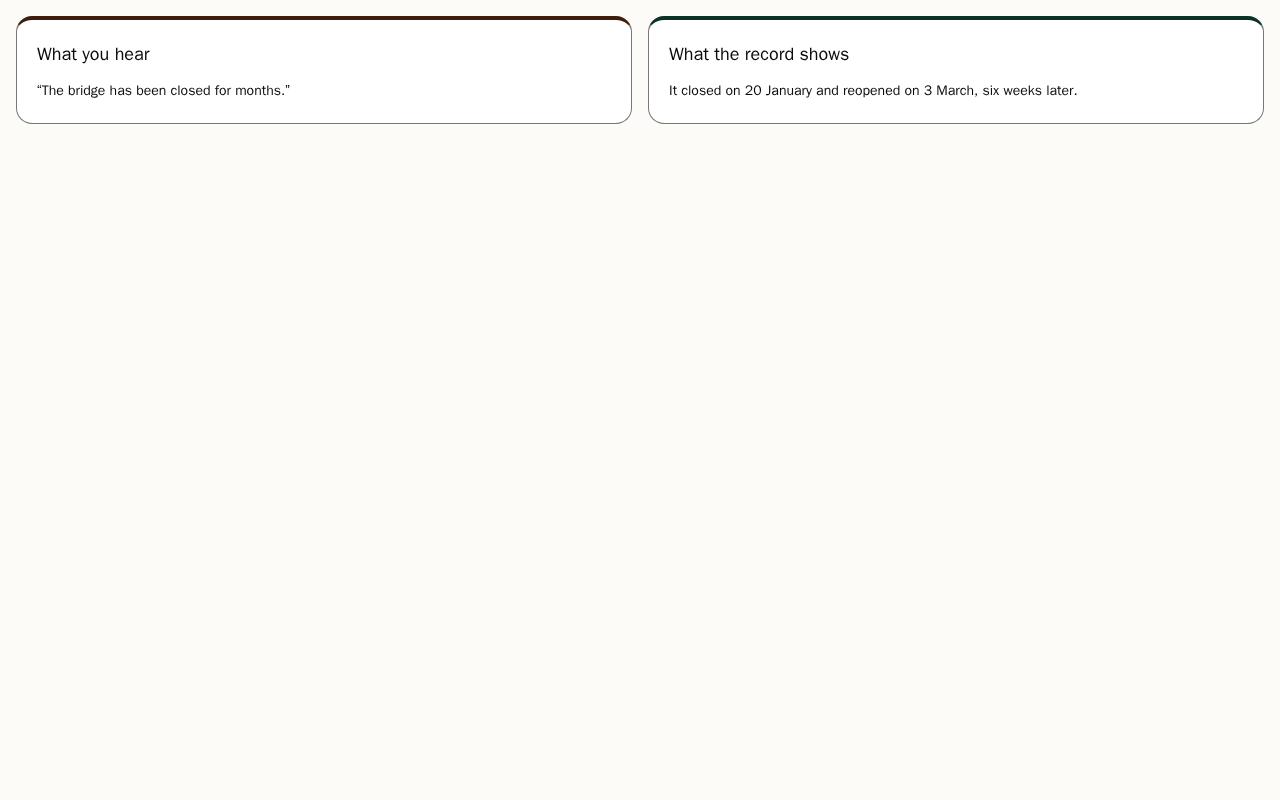 What you hear
“The bridge has been closed for months.”
What the record shows
It closed on 20 January and reopened on 3 March, six weeks later.